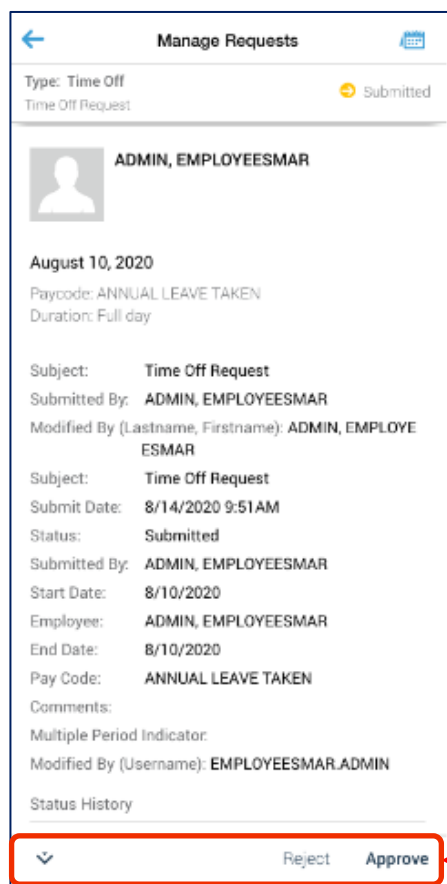 Manage Requests
Type: Time Off
Submitted
Time Off Request
ADMIN, EMPLOYEESMAR
August 10, 2020
Paycode: ANNUAL LEAVE TAKEN
Duration: Full day
Subject: Time Off Request
Submitted By: ADMIN, EMPLOYEESMAR
Modified By (Lastname, Firstname): ADMIN, EMPLOYE
ESMAR
Subject: Time Off Request
Submit Date: 8/14/2020 9:51AM
Status: Submitted
Submitted By: ADMIN, EMPLOYEESMAR
Start Date: 8/10/2020
Employee: ADMIN, EMPLOYEESMAR
End Date: 8/10/2020
Pay Code: ANNUAL LEAVE TAKEN
Comments:
Multiple Period Indicator:
Modified By (Username): EMPLOYEESMAR.ADMIN
Status History
Reject Approve